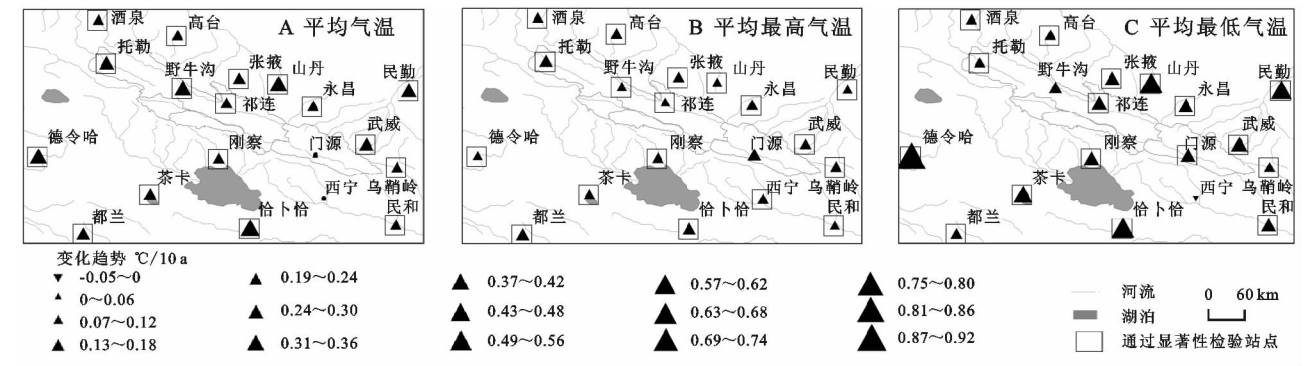 A 平均气温
酒泉
高台
托勒
野牛沟
张掖
山丹
民勤
祁连
永昌
德令哈
刚察
门源
武威
茶卡
西宁
乌鞘岭
都兰
恰卜恰
民和
B 平均最高气温
酒泉
高台
托勒
野牛沟
张掖
山丹
民勤
祁连
永昌
德令哈
刚察
门源
武威
茶卡
西宁
乌鞘岭
都兰
恰卜恰
民和
C 平均最低气温
酒泉
高台
托勒
野牛沟
张掖
山丹
民勤
祁连
永昌
德令哈
刚察
门源
武威
茶卡
西宁
乌鞘岭
都兰
恰卜恰
民和
变化趋势 ℃/10 a
-0.05～0
0～0.06
0.07～0.12
0.13～0.18
0.19～0.24
0.24～0.30
0.31～0.36
0.37～0.42
0.43～0.48
0.49～0.56
0.57～0.62
0.63～0.68
0.69～0.74
0.75～0.80
0.81～0.86
0.87～0.92
河流
湖泊
通过显著性检验站点
0 60 km